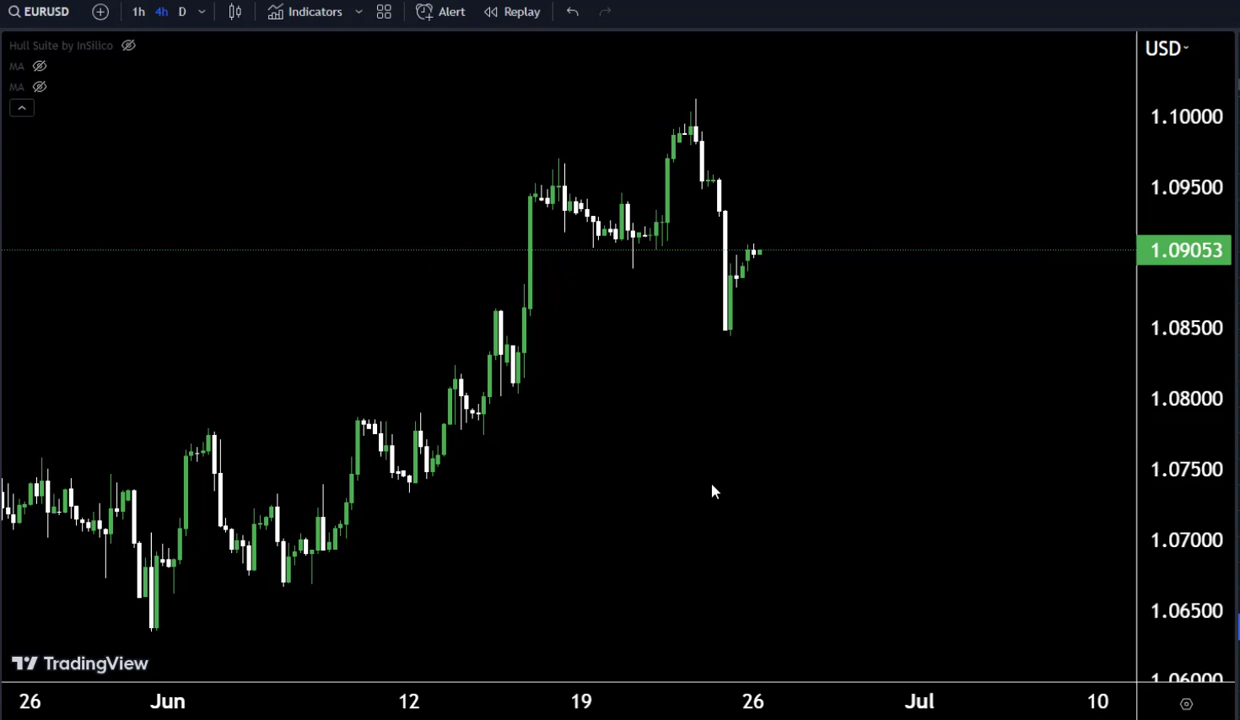 EURUSD 1h 4h D Indicators Alert Replay
Hull Suite by InSilico
MA
MA
USD
1.10000
1.09500
1.09053
1.08500
1.08000
1.07500
1.07000
1.06500
1.06000
TradingView
26 Jun 12 19 26 Jul 10